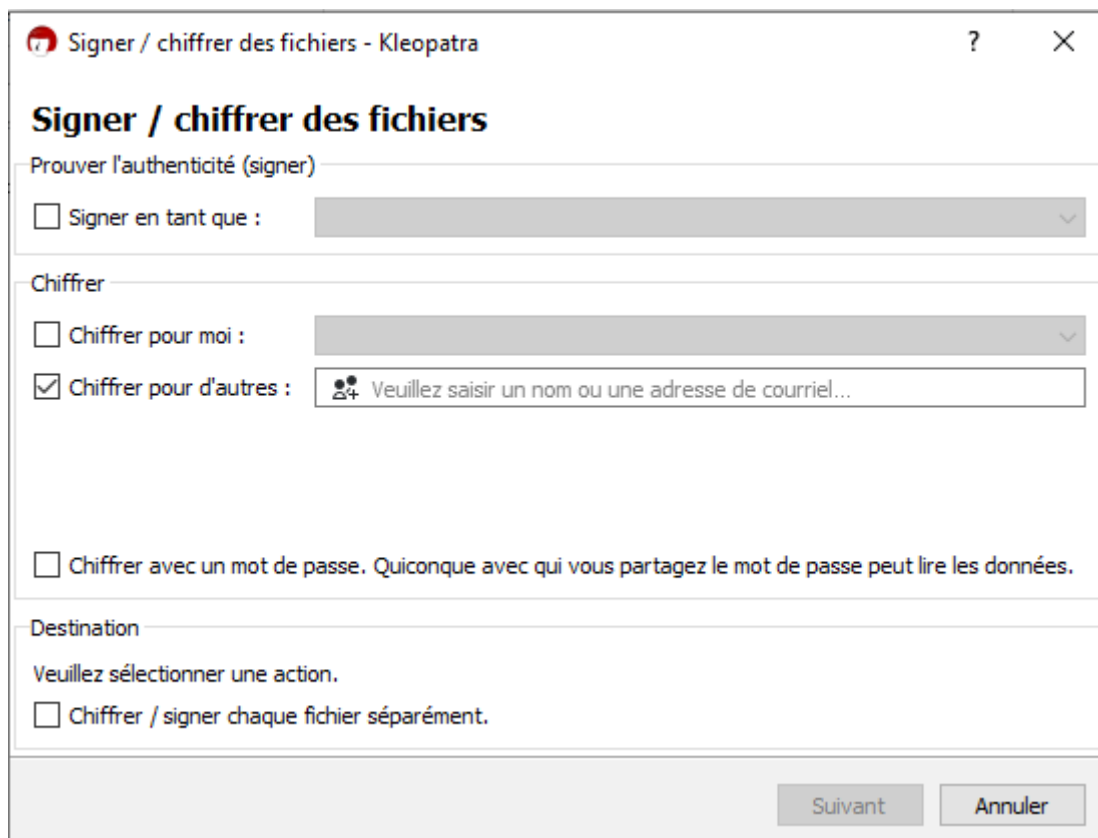 Signer / chiffrer des fichiers - Kleopatra
Signer / chiffrer des fichiers
Prouver l'authenticité (signer)
Signer en tant que :
Chiffrer
Chiffrer pour moi :
Chiffrer pour d'autres :
Veuillez saisir un nom ou une adresse de courriel...
Chiffrer avec un mot de passe. Quiconque avec qui vous partagez le mot de passe peut lire les données.
Destination
Veuillez sélectionner une action.
Chiffrer / signer chaque fichier séparément.
Suivant
Annuler